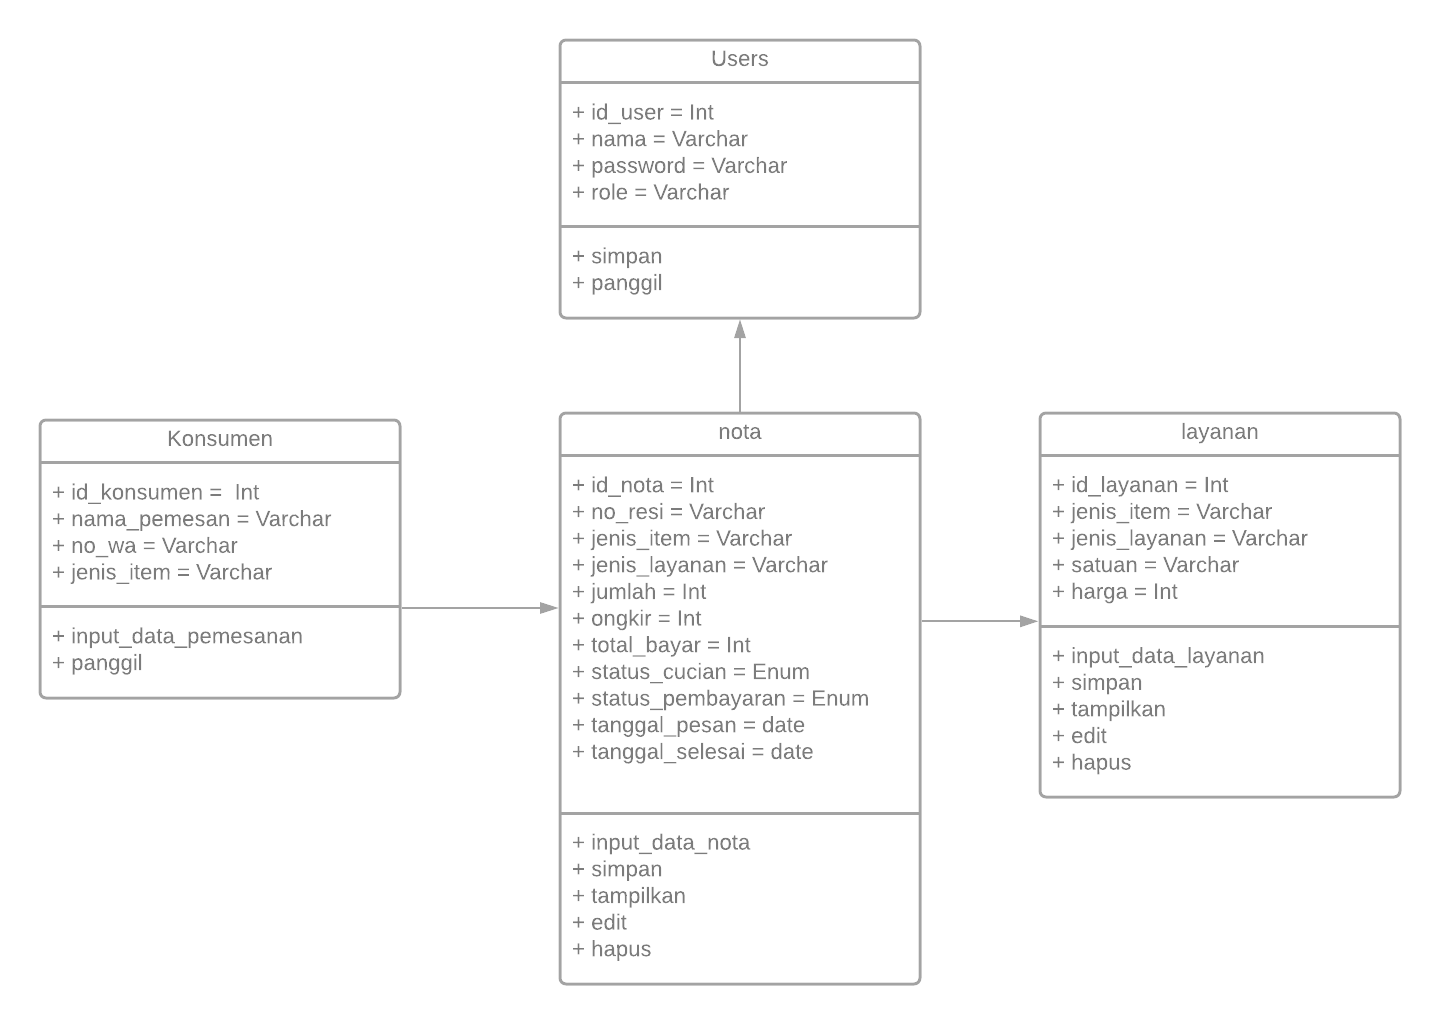 Users
+ id_user = Int
+ nama = Varchar
+ password = Varchar
+ role = Varchar
+ simpan
+ panggil
Konsumen
+ id_konsumen =  Int
+ nama_pemesan = Varchar
+ no_wa = Varchar
+ jenis_item = Varchar
+ input_data_pemesanan
+ panggil
nota
+ id_nota = Int
+ no_resi = Varchar
+ jenis_item = Varchar
+ jenis_layanan = Varchar
+ jumlah = Int
+ ongkir = Int
+ total_bayar = Int
+ status_cucian = Enum
+ status_pembayaran = Enum
+ tanggal_pesan = date
+ tanggal_selesai = date
+ input_data_nota
+ simpan
+ tampilkan
+ edit
+ hapus
layanan
+ id_layanan = Int
+ jenis_item = Varchar
+ jenis_layanan = Varchar
+ satuan = Varchar
+ harga = Int
+ input_data_layanan
+ simpan
+ tampilkan
+ edit
+ hapus